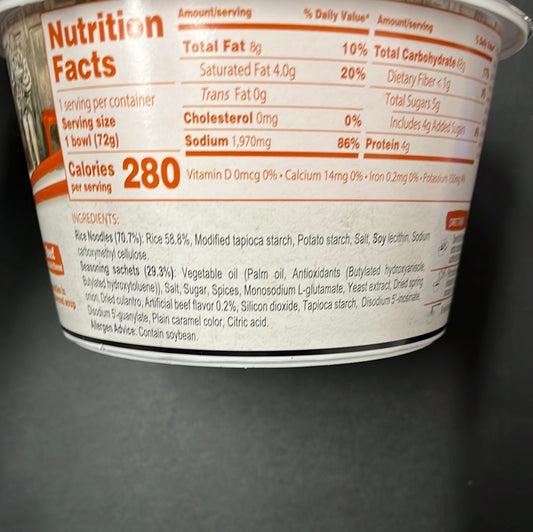 Nutrition
Facts
1 serving per container
Serving size
1 bowl (72g)
Calories
per serving
280
Amount/serving % Daily Value*
Total Fat 8g 10%
Saturated Fat 4.0g 20%
Trans Fat 0g
Cholesterol 0mg 0%
Sodium 1,970mg 86%
Amount/serving
Total Carbohydrate
Dietary Fiber < 1g
Total Sugars 5g
Includes 4g Added Sugars
Protein 4g
Vitamin D 0mcg 0% • Calcium 14mg 0% • Iron 0.2mg 0% • Potassium
INGREDIENTS:
Rice Noodles (70.7%): Rice 58.8%, Modified tapioca starch, Potato starch, Salt, Soy lecithin, Sodium
carboxymethyl cellulose.
Seasoning sachets (29.3%): Vegetable oil (Palm oil, Antioxidants (Butylated hydroxyanisole,
Butylated hydroxytoluene)), Salt, Sugar, Spices, Monosodium L-glutamate, Yeast extract, Dried spring
onion, Dried culantro, Artificial beef flavor 0.2%, Silicon dioxide, Tapioca starch, Disodium 5'-inosinate,
Disodium 5'-guanylate, Plain caramel color, Citric acid.
Allergen Advice: Contain soybean.